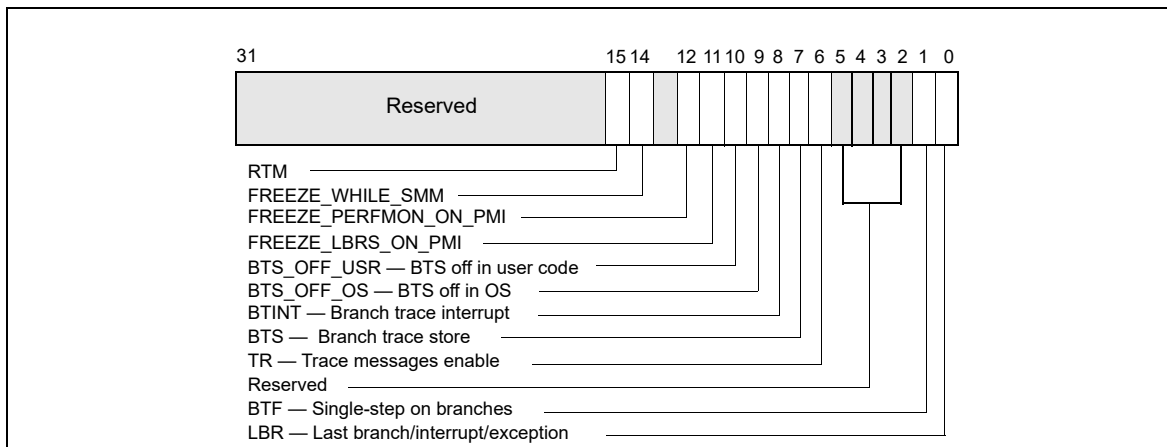 31 15 14 12 11 10 9 8 7 6 5 4 3 2 1 0
Reserved
RTM
FREEZE_WHILE_SMM
FREEZE_PERFMON_ON_PMI
FREEZE_LBRS_ON_PMI
BTS_OFF_USR — BTS off in user code
BTS_OFF_OS — BTS off in OS
BTINT — Branch trace interrupt
BTS — Branch trace store
TR — Trace messages enable
Reserved
BTF — Single-step on branches
LBR — Last branch/interrupt/exception